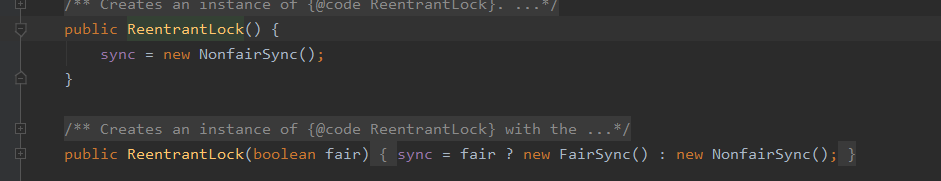 /** Creates an instance of {@code ReentrantLock}. ...*/
public ReentrantLock() {
sync = new NonfairSync();
}
/** Creates an instance of {@code ReentrantLock} with the ...*/
public ReentrantLock(boolean fair) { sync = fair ? new FairSync() : new NonfairSync(); }